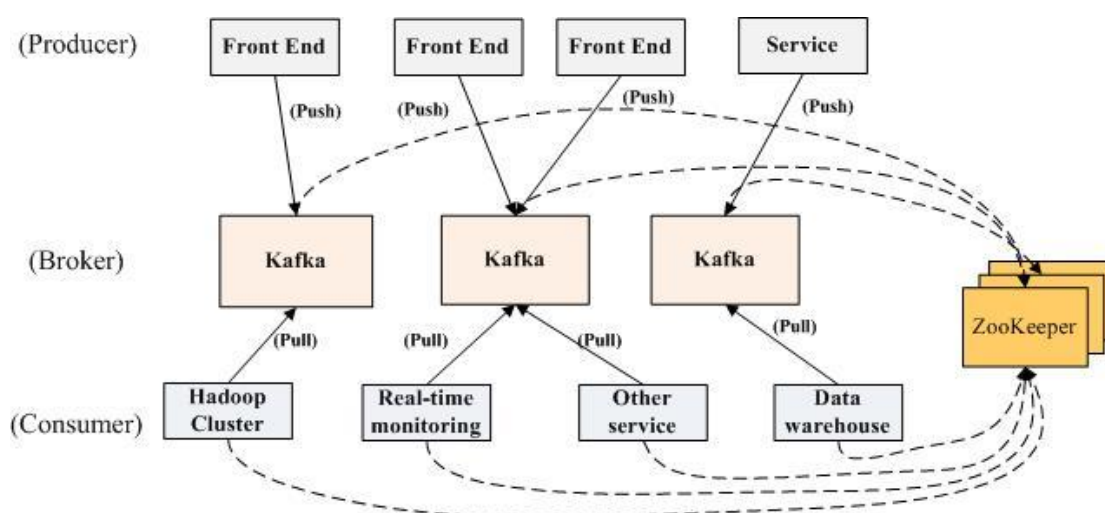 (Producer)
Front End
Front End
Front End
Service
(Push)
(Push)
(Push)
(Push)
(Broker)
Kafka
Kafka
Kafka
ZooKeeper
(Pull)
(Pull)
(Pull)
(Pull)
(Consumer)
Hadoop
Cluster
Real-time
monitoring
Other
service
Data
warehouse